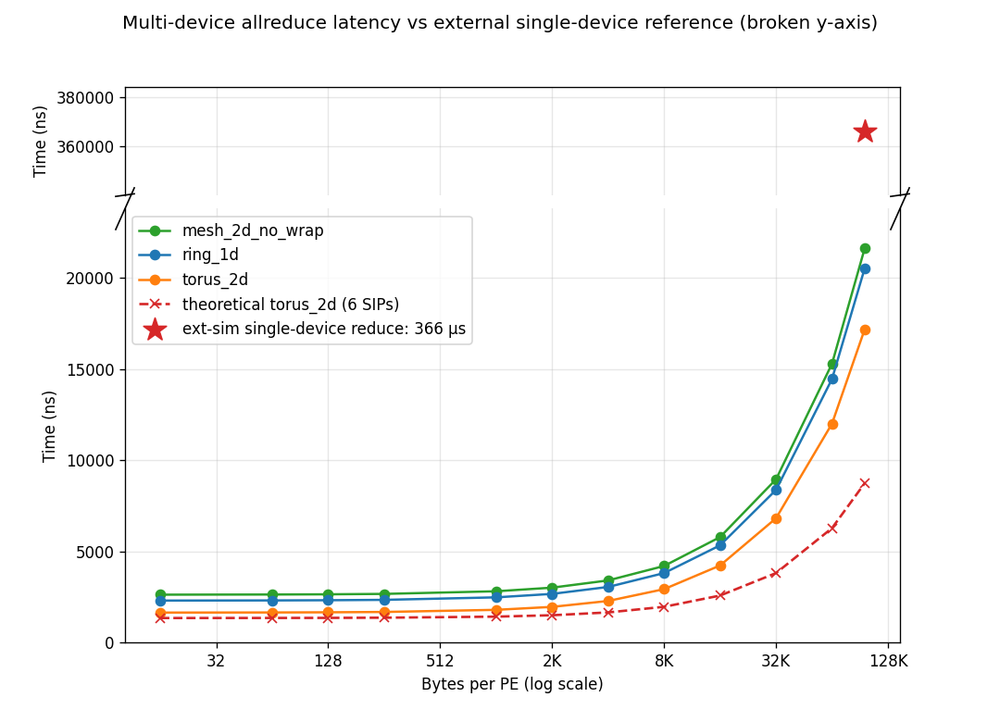 Multi-device allreduce latency vs external single-device reference (broken y-axis)
380000
360000
Time (ns)
mesh_2d_no_wrap
ring_1d
torus_2d
theoretical torus_2d (6 SIPs)
ext-sim single-device reduce: 366 µs
20000
15000
10000
5000
0
Time (ns)
32
128
512
2K
8K
32K
128K
Bytes per PE (log scale)